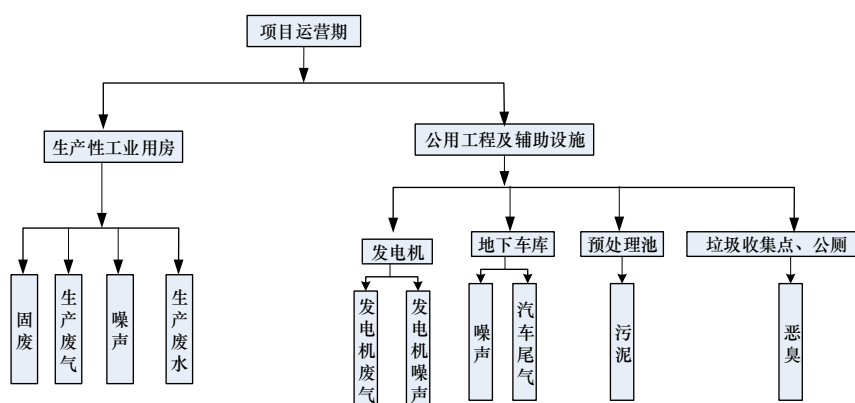 项目运营期
生产性工业用房
公用工程及辅助设施
发电机
地下车库
预处理池
垃圾收集点、公厕
固废
生产废气
噪声
生产废水
发电机废气
发电机噪声
噪声
汽车尾气
污泥
恶臭